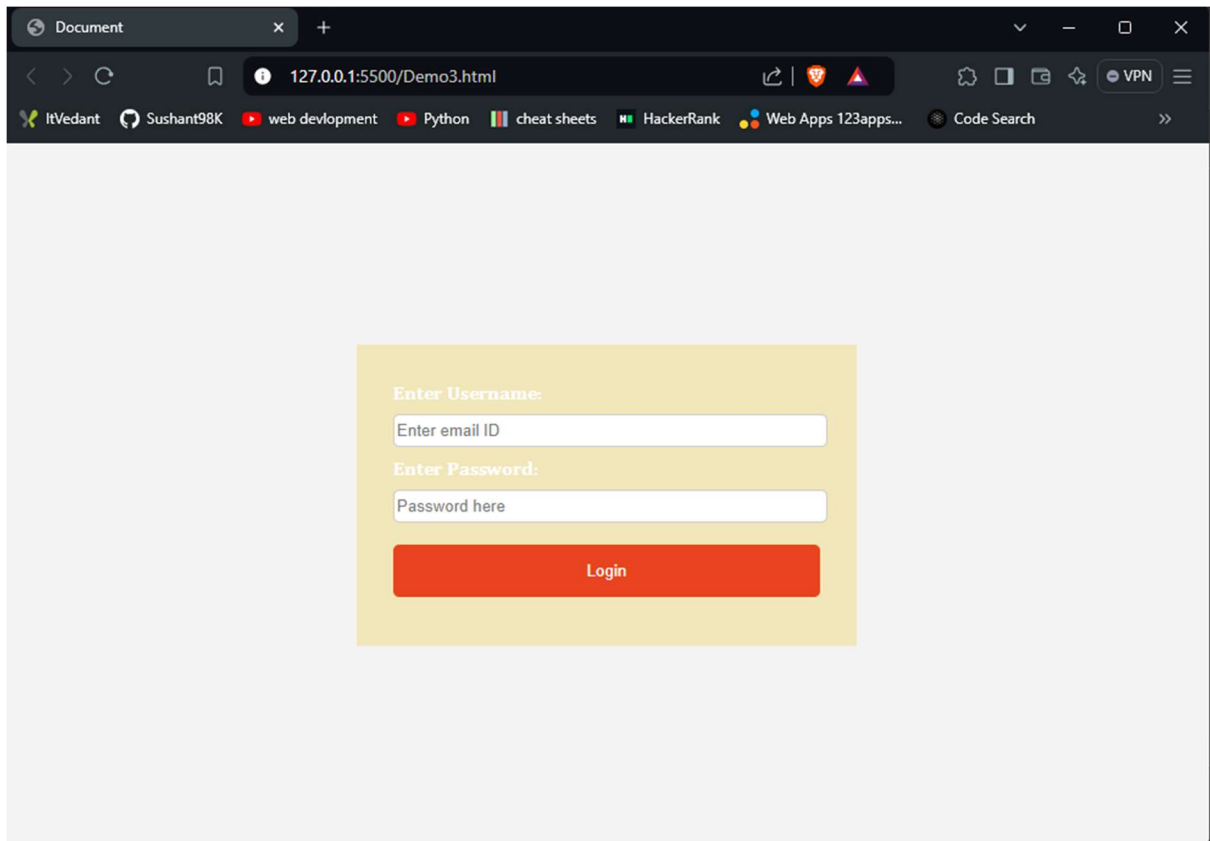 Document
127.0.0.1:5500/Demo3.html
VPN
ItVedant Sushant98K web devlopment Python cheat sheets HackerRank Web Apps 123apps... Code Search
Enter Username:
Enter email ID
Enter Password:
Password here
Login